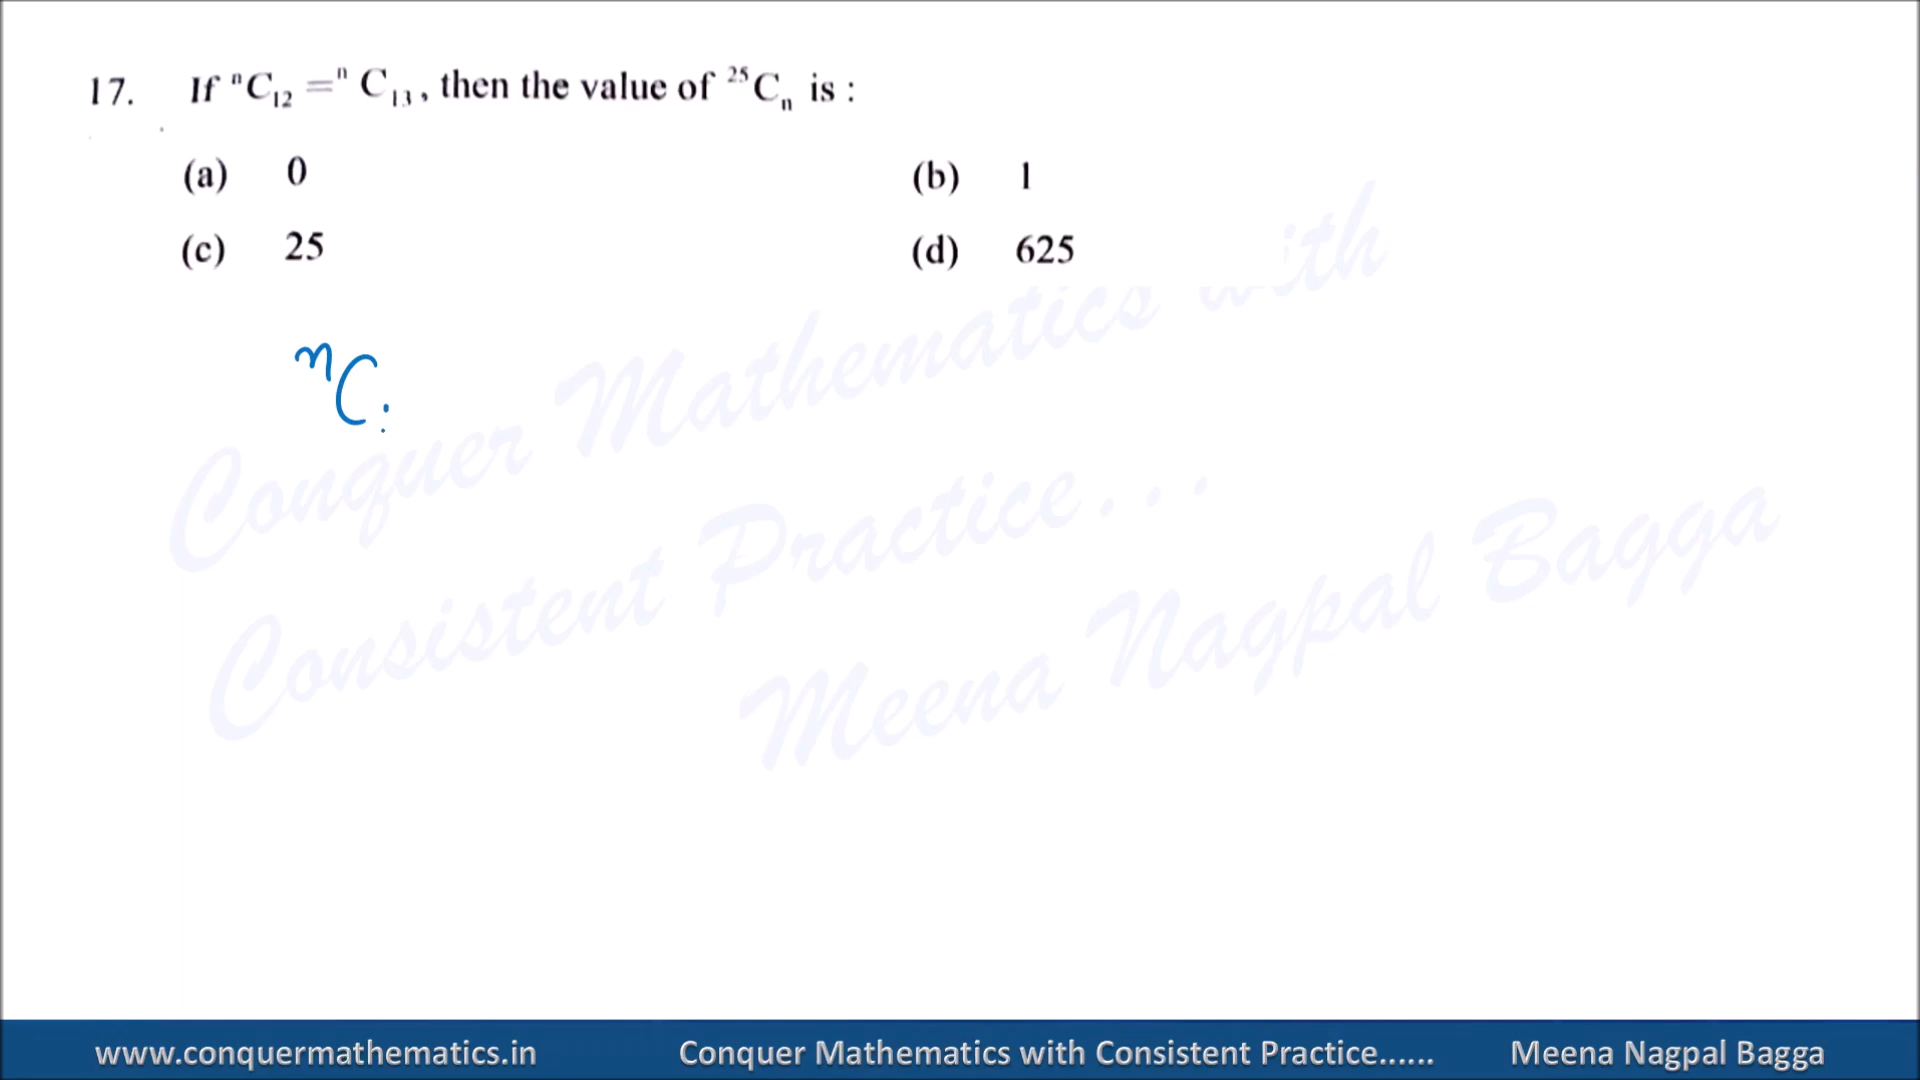 17. If ⁿC₁₂ =ⁿ C₁₃, then the value of ²⁵Cₙ is :
(a) 0 (b) 1
(c) 25 (d) 625
ⁿC
Conquer Mathematics with
Consistent Practice...
Meena Nagpal Bagga
www.conquermathematics.in Conquer Mathematics with Consistent Practice...... Meena Nagpal Bagga